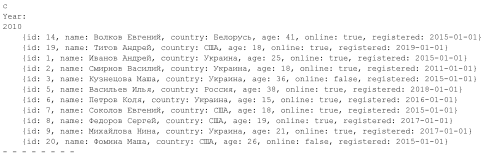 c
Year:
2010
{id: 14, name: Волков Евгений, country: Белорусь, age: 41, online: true, registered: 2015-01-01}
{id: 19, name: Титов Андрей, country: США, age: 18, online: true, registered: 2019-01-01}
{id: 1, name: Иванов Андрей, country: Украина, age: 25, online: true, registered: 2015-01-01}
{id: 2, name: Смирнов Василий, country: Украина, age: 18, online: true, registered: 2011-01-01}
{id: 3, name: Кузнецова Маша, country: Украина, age: 36, online: false, registered: 2015-01-01}
{id: 5, name: Васильев Илья, country: Россия, age: 38, online: true, registered: 2018-01-01}
{id: 6, name: Петров Коля, country: Украина, age: 15, online: true, registered: 2016-01-01}
{id: 7, name: Соколов Евгений, country: США, age: 18, online: true, registered: 2015-01-01}
{id: 8, name: Федоров Сергей, country: США, age: 19, online: true, registered: 2017-01-01}
{id: 9, name: Михайлова Нина, country: Украина, age: 21, online: true, registered: 2017-01-01}
{id: 20, name: Фомина Маша, country: США, age: 26, online: false, registered: 2015-01-01}
- - - - - - - -